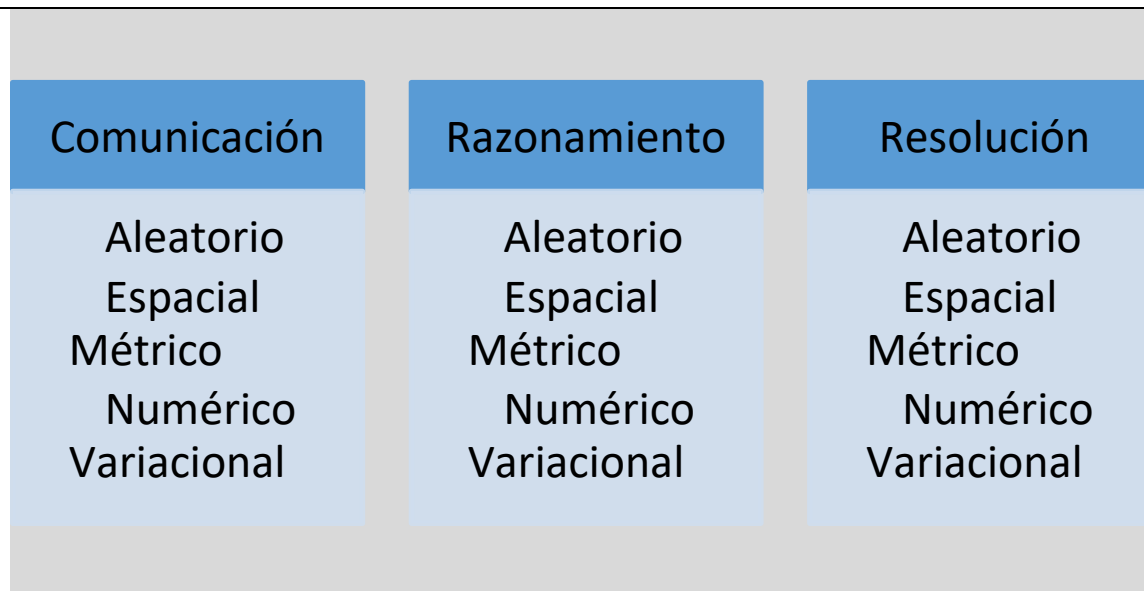 Comunicación
Aleatorio
Espacial
Métrico
Numérico
Variacional
Razonamiento
Aleatorio
Espacial
Métrico
Numérico
Variacional
Resolución
Aleatorio
Espacial
Métrico
Numérico
Variacional